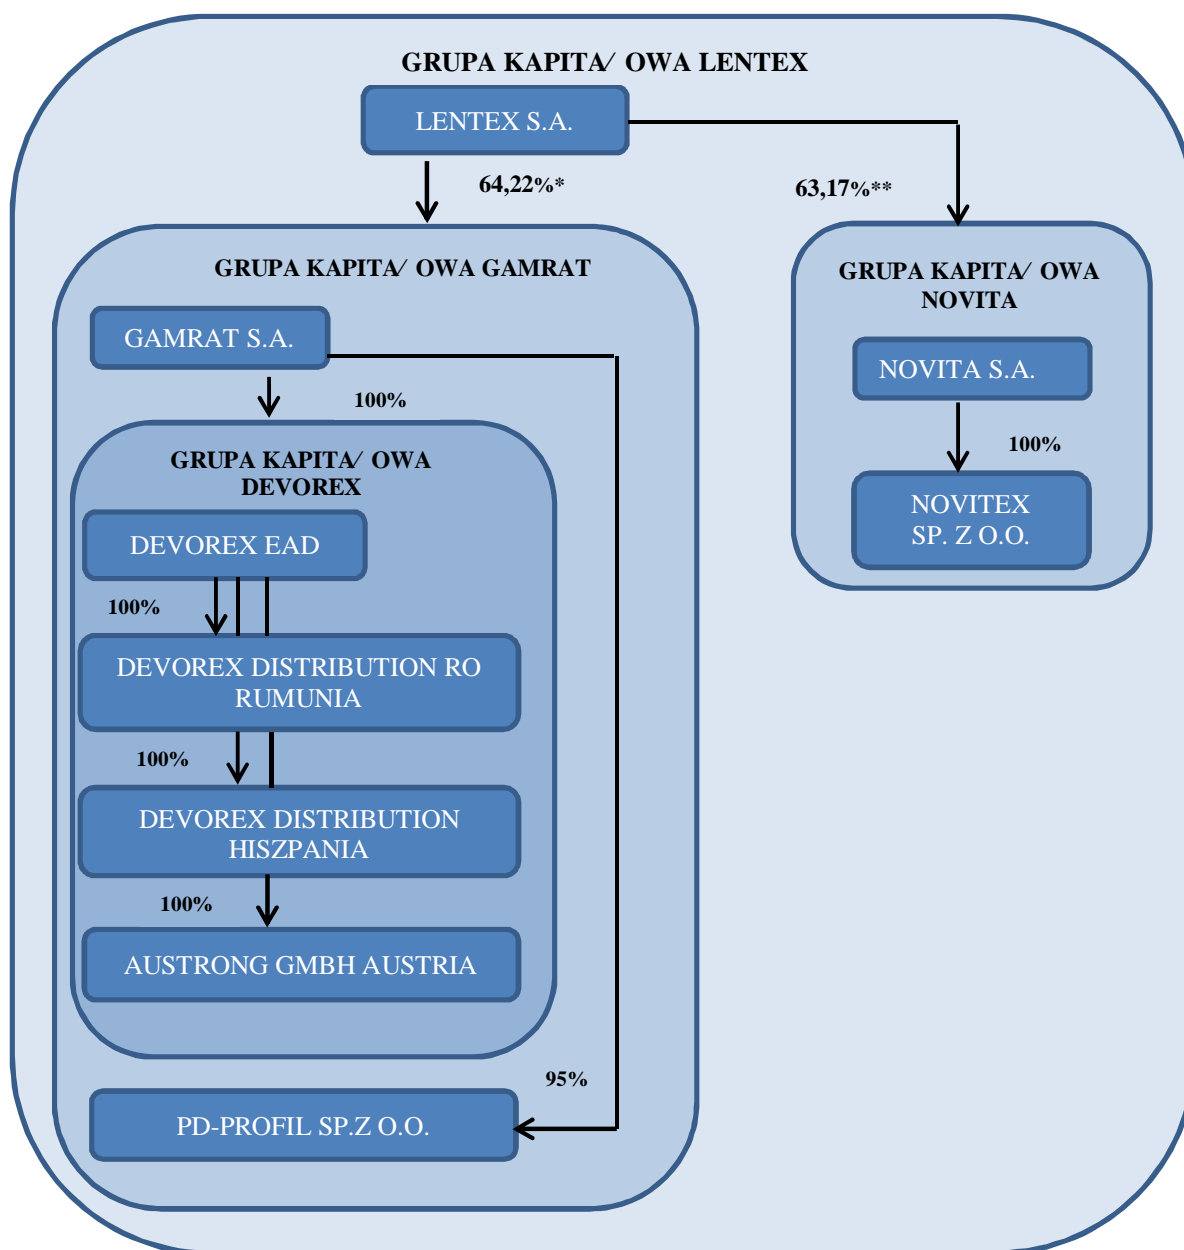 GRUPA KAPITA/ OWA LENTEX
LENTEX S.A.
64,22%*
63,17%**
GRUPA KAPITA/ OWA GAMRAT
GAMRAT S.A.
100%
GRUPA KAPITA/ OWA
DEVOREX
DEVOREX EAD
100%
DEVOREX DISTRIBUTION RO
RUMUNIA
100%
DEVOREX DISTRIBUTION
HISZPANIA
100%
AUSTRONG GMBH AUSTRIA
95%
PD-PROFIL SP.Z O.O.
GRUPA KAPITA/ OWA
NOVITA
NOVITA S.A.
100%
NOVITEX
SP. Z O.O.